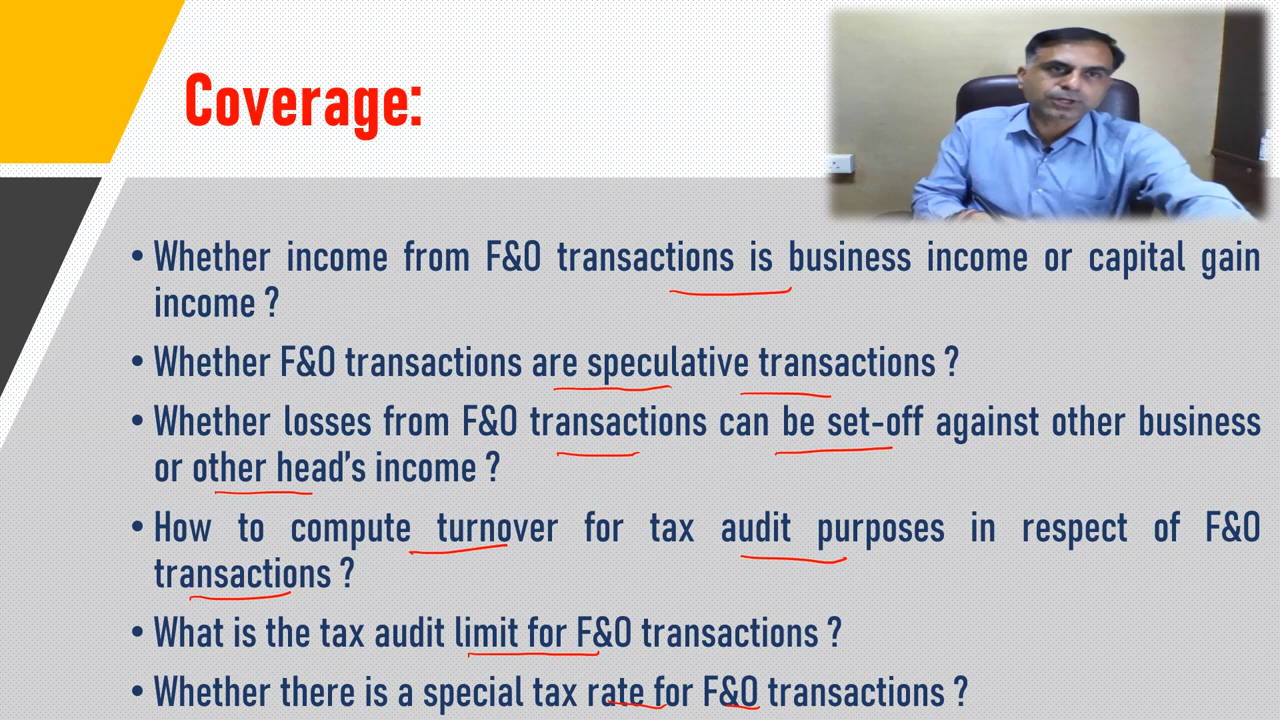 Coverage:
• Whether income from F&O transactions is business income or capital gain
income ?
• Whether F&O transactions are speculative transactions ?
• Whether losses from F&O transactions can be set-off against other business
or other head's income ?
• How to compute turnover for tax audit purposes in respect of F&O
transactions ?
• What is the tax audit limit for F&O transactions ?
• Whether there is a special tax rate for F&O transactions ?